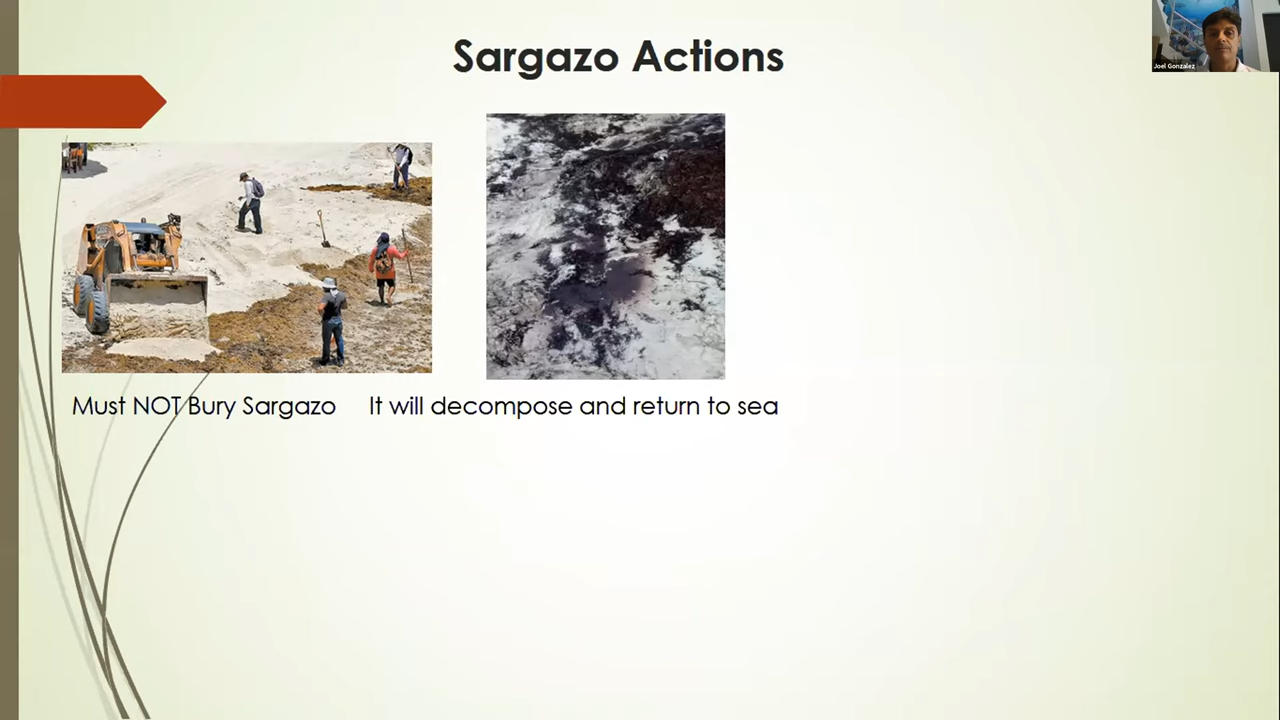 Sargazo Actions
Joel Gonzalez
Must NOT Bury Sargazo
It will decompose and return to sea